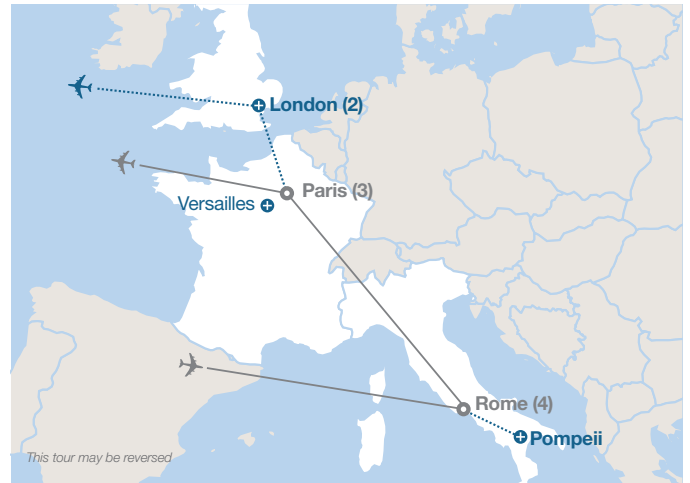 London (2)
Paris (3)
Versailles
Rome (4)
Pompeii
This tour may be reversed